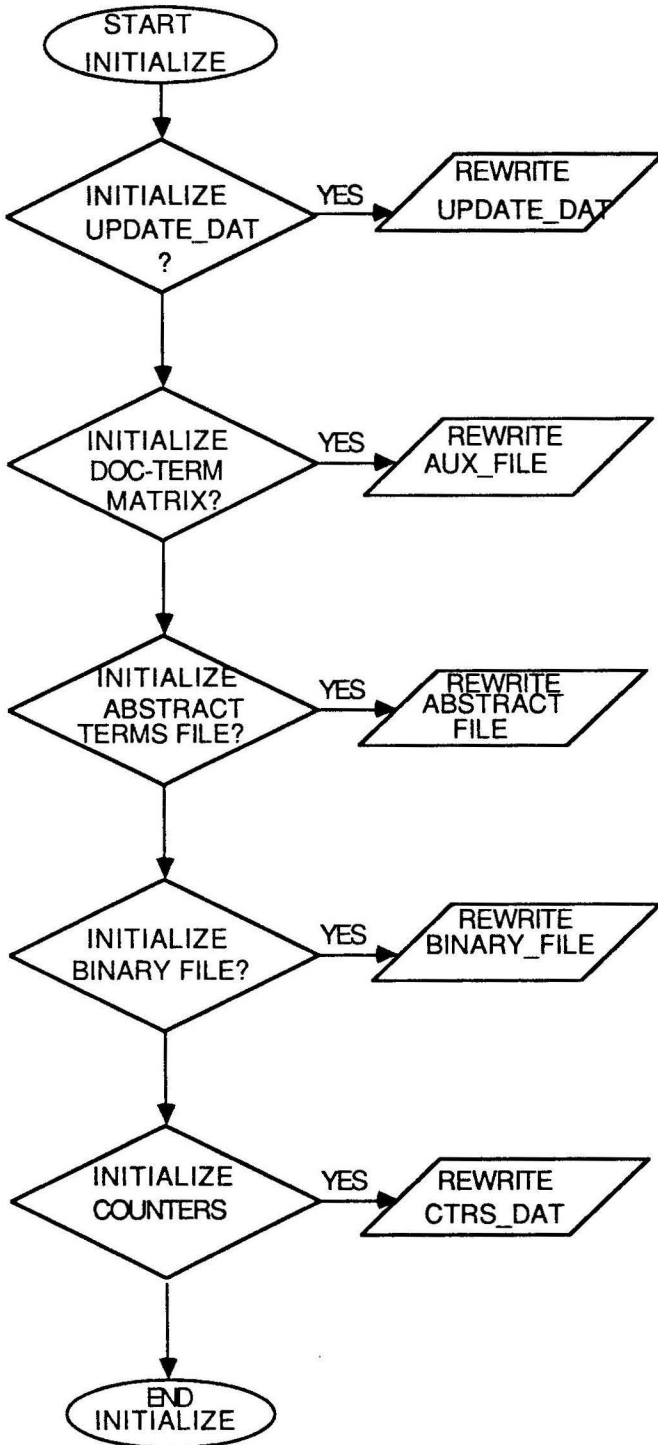 START
INITIALIZE
INITIALIZE
UPDATE_DAT
?
YES
REWRITE
UPDATE_DAT
INITIALIZE
DOC-TERM
MATRIX?
YES
REWRITE
AUX_FILE
INITIALIZE
ABSTRACT
TERMS FILE?
YES
REWRITE
ABSTRACT
FILE
INITIALIZE
BINARY FILE?
YES
REWRITE
BINARY_FILE
INITIALIZE
COUNTERS
YES
REWRITE
CTRS_DAT
END
INITIALIZE